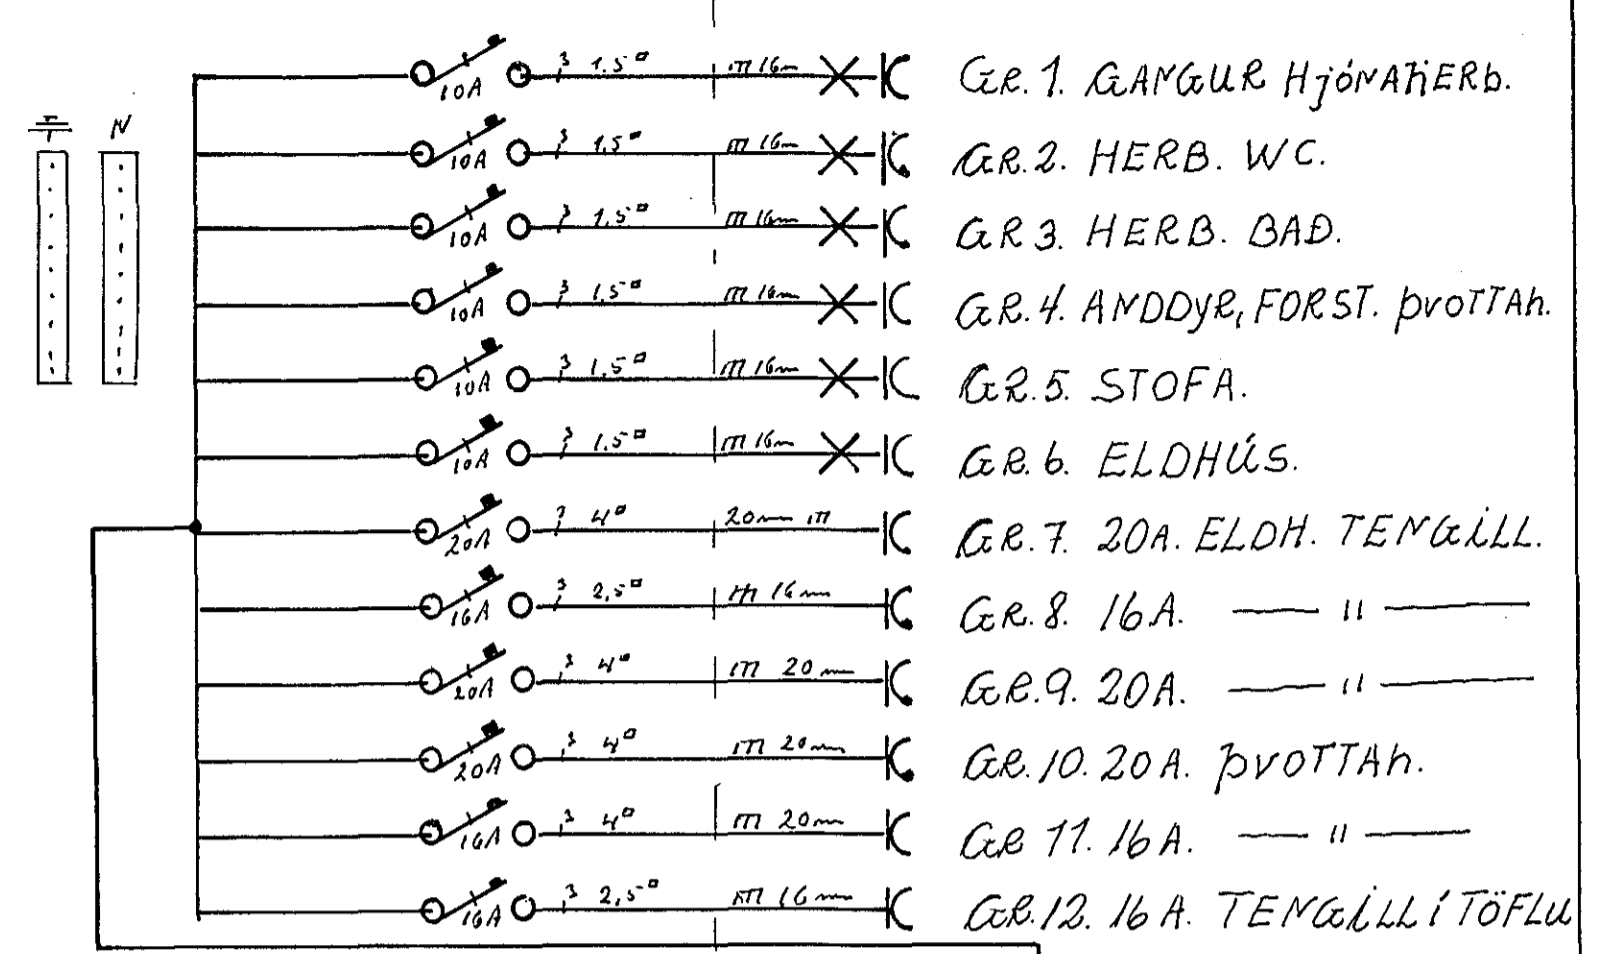 N
10A 3 1.5□ m 16mm GR. 1. GANGUR HJÓNAHERB.
10A 3 1,5□ m 16mm GR. 2. HERB. WC.
10A 3 1,5□ m 16mm GR 3. HERB. BAÐ.
10A 3 1,5□ m 16mm GR. 4. ANDDYR, FORST. ÞVOTTAh.
10A 3 1,5□ m 16mm GR. 5. STOFA.
10A 3 1.5□ m 16mm GR. 6. ELDHÚS.
20A 3 4□ 20mm m GR. 7. 20A. ELDH. TENGILL.
16A 3 2,5□ m 16mm GR. 8. 16A. — 11 —
20A 3 4□ m 20mm GR. 9. 20A. — 11 —
20A 3 4□ m 20mm GR. 10. 20A. ÞVOTTAh.
16A 3 4□ m 20mm GR 11. 16A. — 11 —
16A 3 2,5□ m 16mm GR. 12. 16A. TENGILL Í TÖFLU